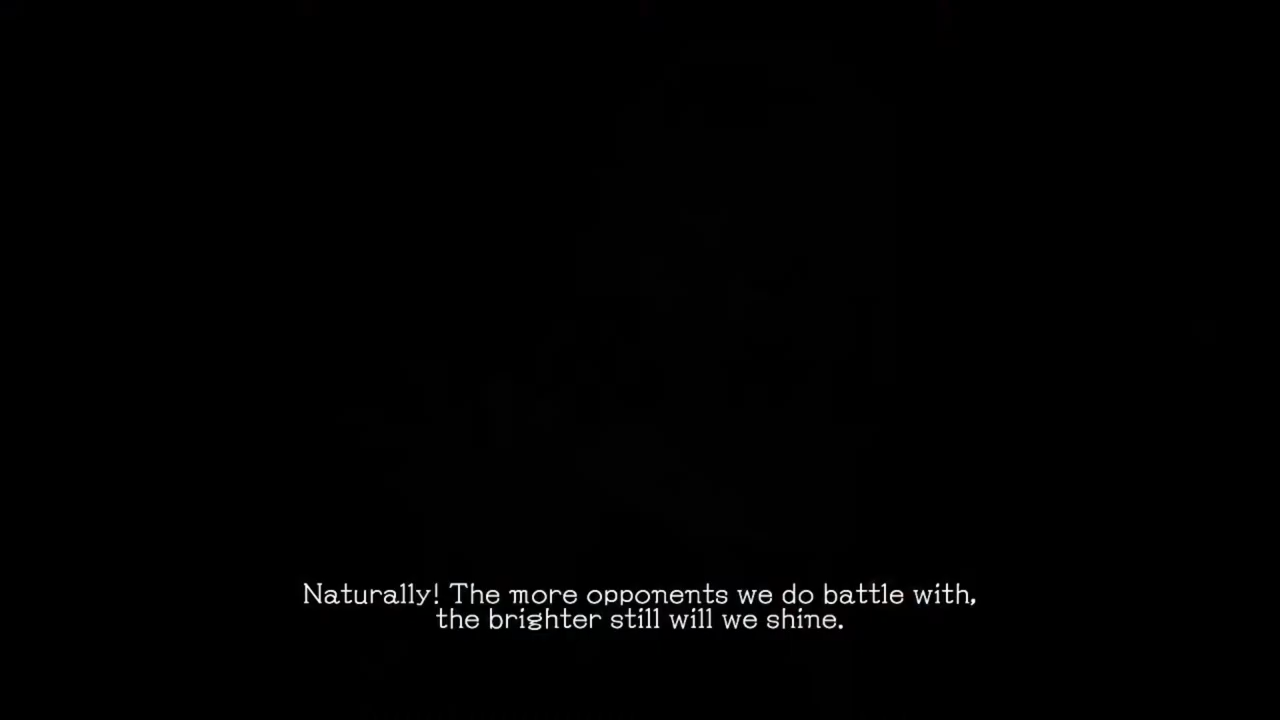 Naturally! The more opponents we do battle with,
the brighter still will we shine.